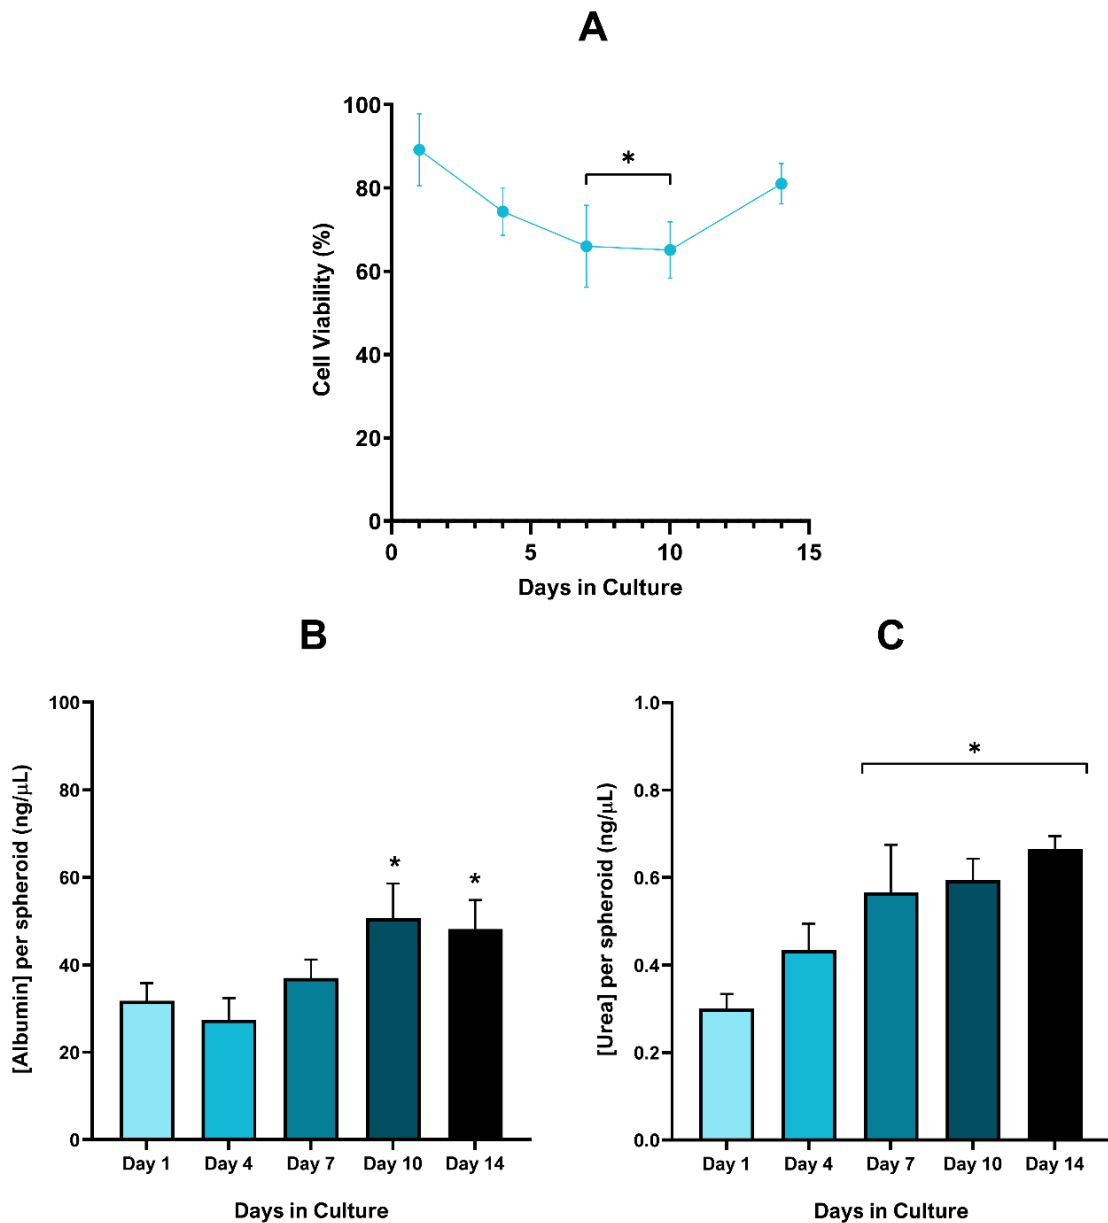 A
Cell Viability (%)
100
80
60
40
20
0
*
0 5 10 15
Days in Culture
B
[Albumin] per spheroid (ng/μL)
100
80
60
40
20
0
* *
Day 1 Day 4 Day 7 Day 10 Day 14
Days in Culture
C
[Urea] per spheroid (ng/μL)
1.0
0.8
0.6
0.4
0.2
0.0
*
Day 1 Day 4 Day 7 Day 10 Day 14
Days in Culture